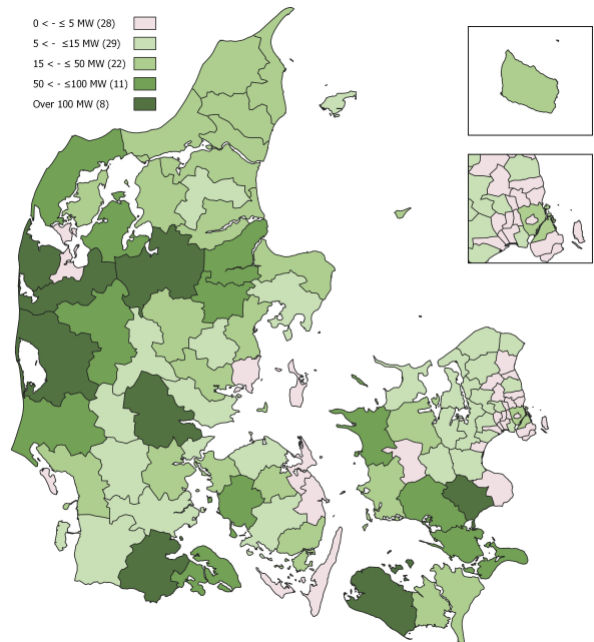 0 < - ≤ 5 MW (28)
5 < - ≤15 MW (29)
15 < - ≤ 50 MW (22)
50 < - ≤100 MW (11)
Over 100 MW (8)